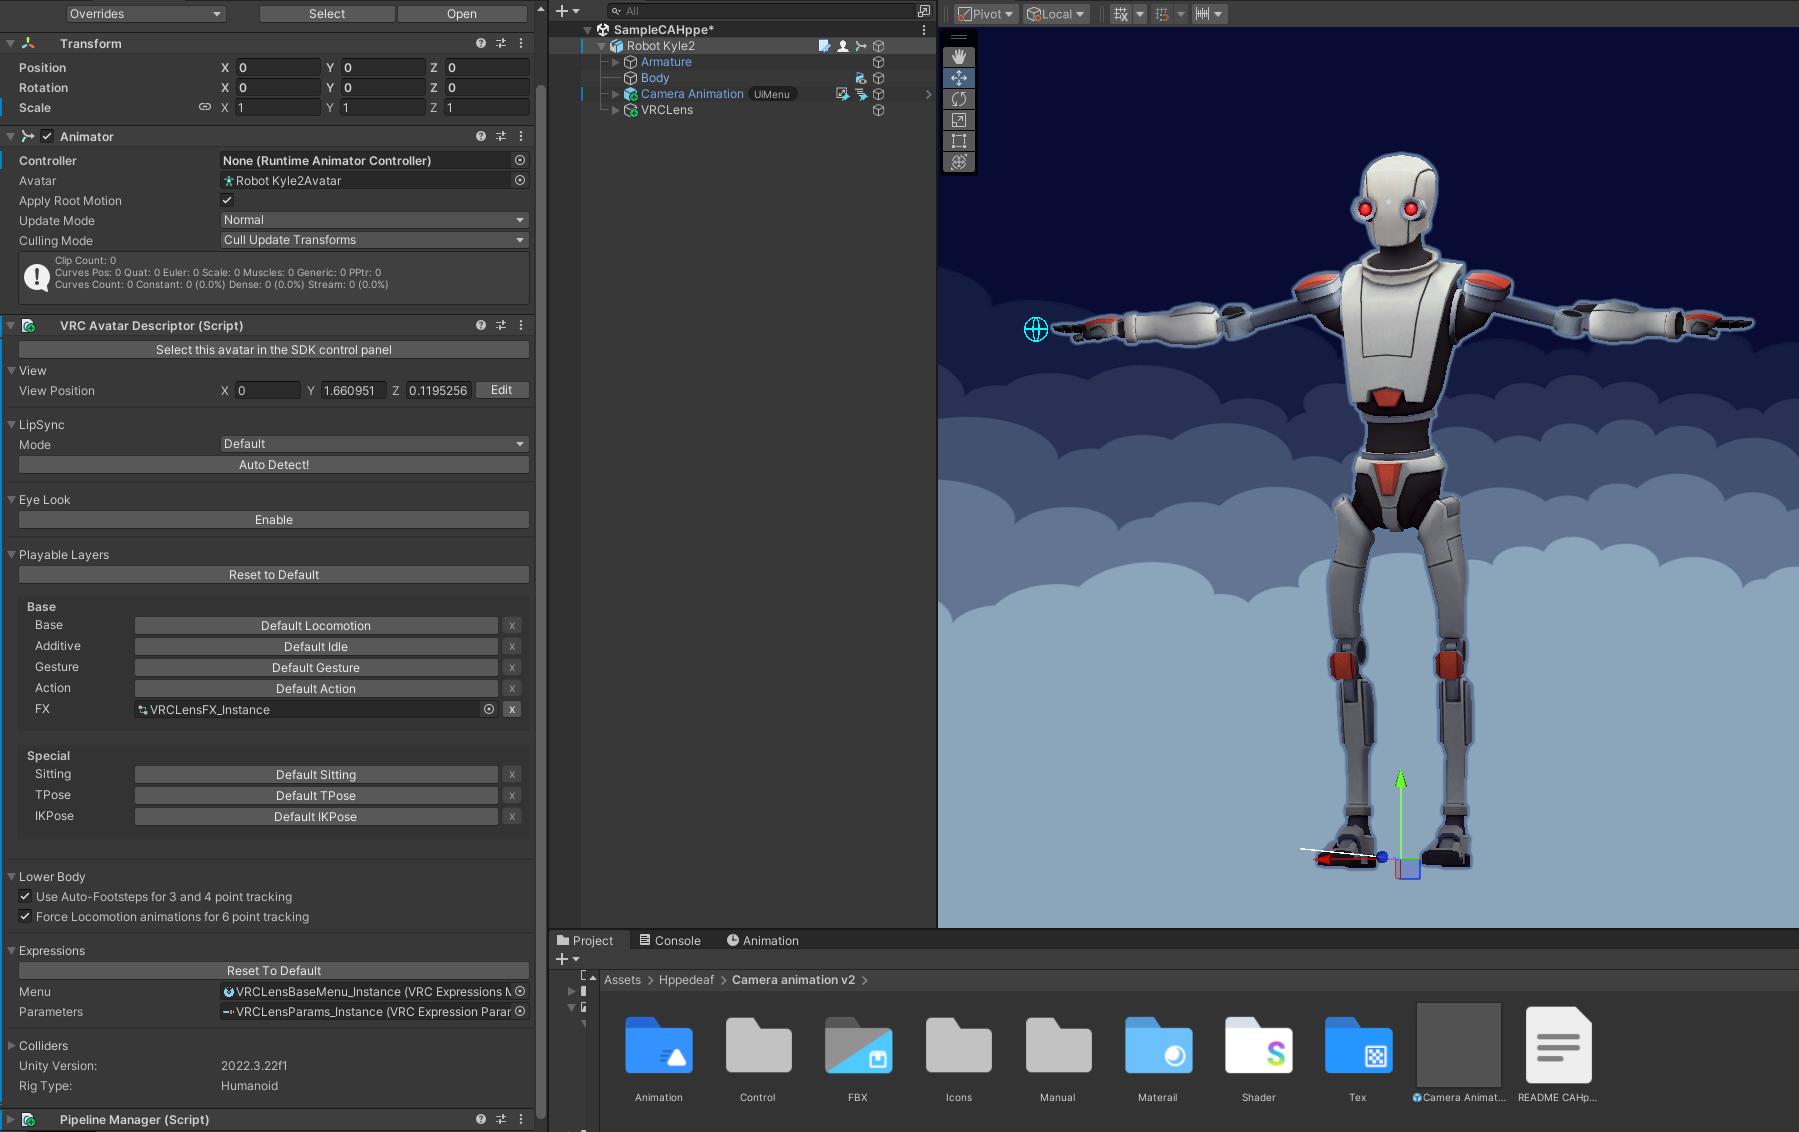 Overrides
Select
Open
Transform
Position X 0 Y 0 Z 0
Rotation X 0 Y 0 Z 0
Scale X 1 Y 1 Z 1
Animator
Controller None (Runtime Animator Controller)
Avatar Robot Kyle2Avatar
Apply Root Motion
Update Mode Normal
Culling Mode Cull Update Transforms
Clip Count: 0
Curves Pos: 0 Quat: 0 Euler: 0 Scale: 0 Muscles: 0 Generic: 0 PPtr: 0
Curves Count: 0 Constant: 0 (0.0%) Dense: 0 (0.0%) Stream: 0 (0.0%)
VRC Avatar Descriptor (Script)
Select this avatar in the SDK control panel
View
View Position X 0 Y 1.660951 Z 0.1195256 Edit
LipSync
Mode Default
Auto Detect!
Eye Look
Enable
Playable Layers
Reset to Default
Base
Base Default Locomotion x
Additive Default Idle x
Gesture Default Gesture x
Action Default Action x
FX VRCLensFX_Instance x
Special
Sitting Default Sitting x
TPose Default TPose x
IKPose Default IKPose x
Lower Body
Use Auto-Footsteps for 3 and 4 point tracking
Force Locomotion animations for 6 point tracking
Expressions
Reset To Default
Menu VRCLensBaseMenu_Instance (VRC Expressions M
Parameters VRCLensParams_Instance (VRC Expression Parar
Colliders
Unity Version: 2022.3.22f1
Rig Type: Humanoid
Pipeline Manager (Script)
All
SampleCAHppe*
Robot Kyle2
Armature
Body
Camera Animation UiMenu
VRCLens
Pivot Local
Project Console Animation
Assets > Hppedeaf > Camera animation v2 >
Animation
Control
FBX
Icons
Manual
Materail
Shader
Tex
Camera Animat...
README CAHp...